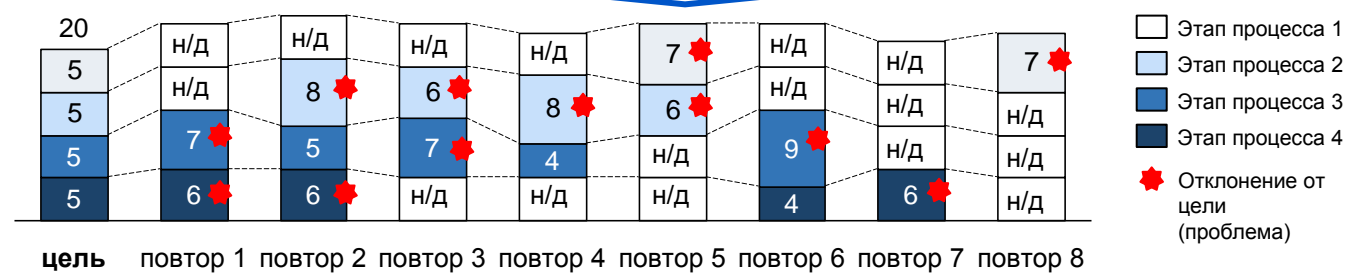 20
5
5
5
5
н/д
н/д
7
6
н/д
8
5
6
н/д
6
7
н/д
н/д
8
4
н/д
7
6
н/д
н/д
н/д
н/д
9
4
н/д
н/д
н/д
6
7
н/д
н/д
н/д
цель повтор 1 повтор 2 повтор 3 повтор 4 повтор 5 повтор 6 повтор 7 повтор 8
Этап процесса 1
Этап процесса 2
Этап процесса 3
Этап процесса 4
Отклонение от
цели
(проблема)